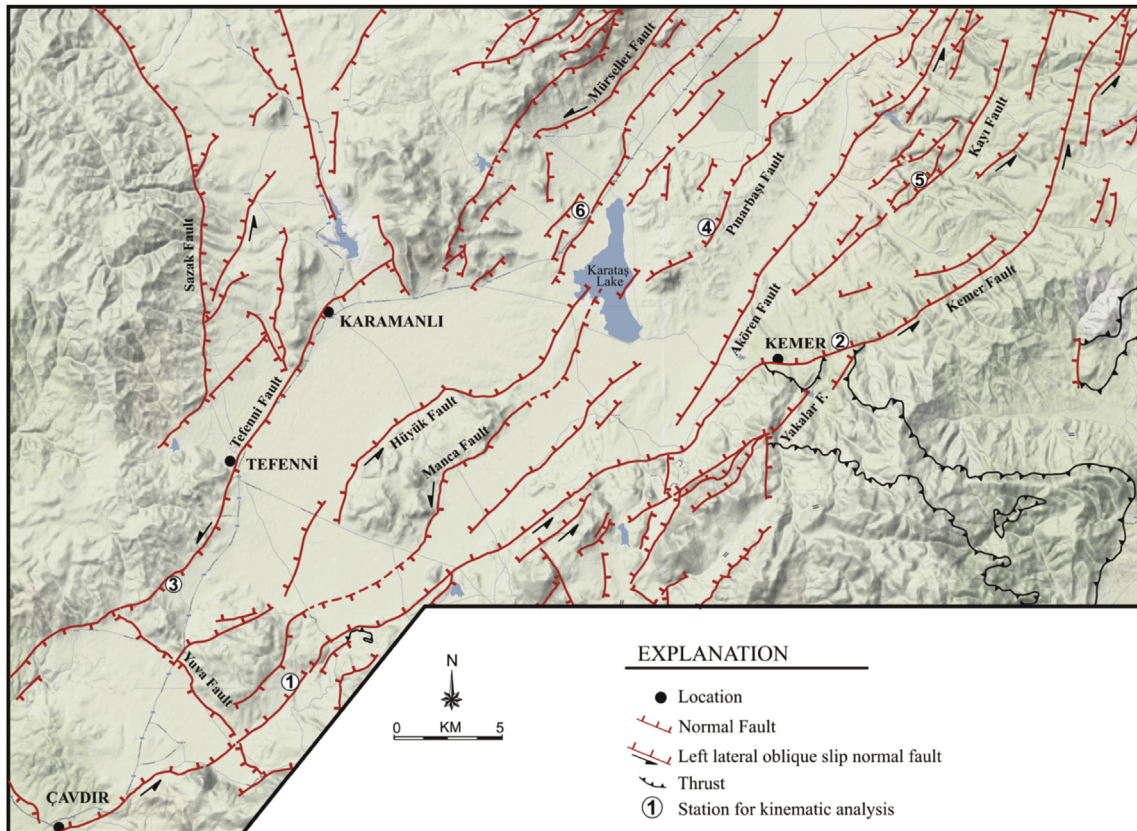 Mürseller Fault
Kayı Fault
5
6
4
Pınarbaşı Fault
Sazak Fault
Karataş
Lake
KARAMANLI
Kemer Fault
Akören Fault
KEMER
2
Tefenni Fault
Hüyük Fault
Yakalar F.
Manca Fault
TEFENNİ
3
Yuva Fault
1
ÇAVDIR
N
0 KM 5
EXPLANATION
Location
Normal Fault
Left lateral oblique slip normal fault
Thrust
1 Station for kinematic analysis